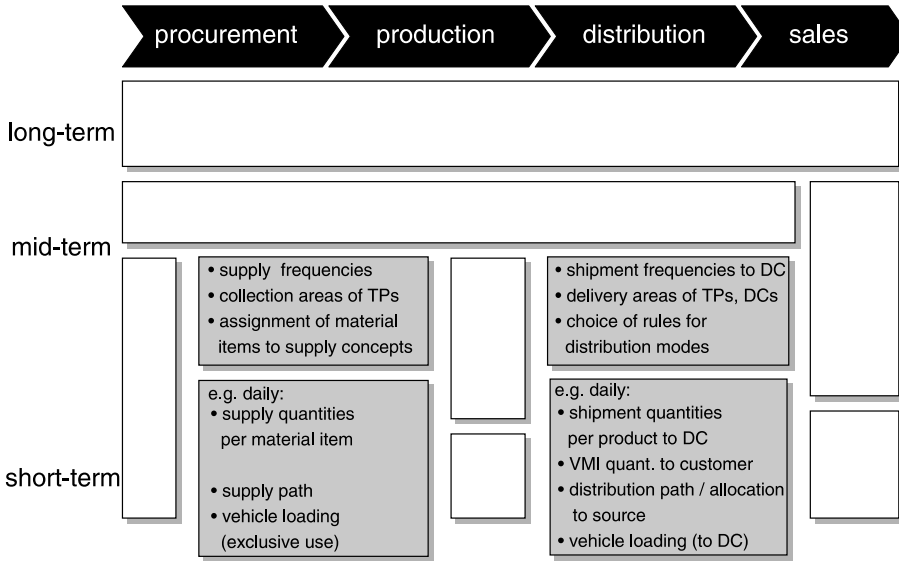 procurement
production
distribution
sales
long-term
mid-term
• supply frequencies
• collection areas of TPs
• assignment of material
items to supply concepts
• shipment frequencies to DC
• delivery areas of TPs, DCs
• choice of rules for
distribution modes
short-term
e.g. daily:
• supply quantities
per material item
• supply path
• vehicle loading
(exclusive use)
e.g. daily:
• shipment quantities
per product to DC
• VMI quant. to customer
• distribution path / allocation
to source
• vehicle loading (to DC)